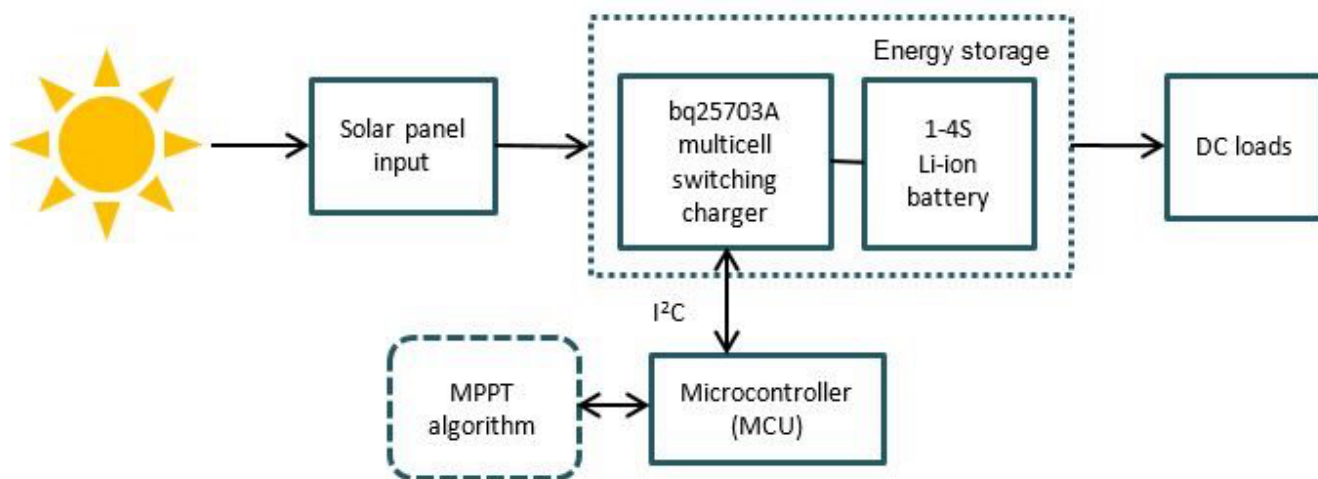 Energy storage
Solar panel
input
bq25703A
multicell
switching
charger
1-4S
Li-ion
battery
DC loads
I²C
MPPT
algorithm
Microcontroller
(MCU)